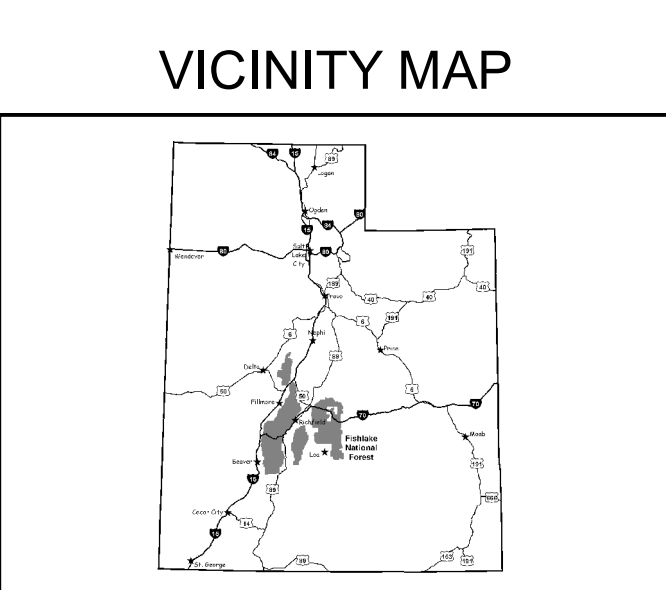 VICINITY MAP
84
15
89
Logan
Ogden
80
84
15
Salt
Lake
City
80
80
Wendover
191
189
40
Provo
40
40
191
6
6
Nephi
89
Price
Delta
50
6
50
Fillmore
70
70
Richfield
Fishlake
National
Forest
Moab
Loa
Beaver
191
15
89
666
Cedar City
14
15
St. George
89
163
191